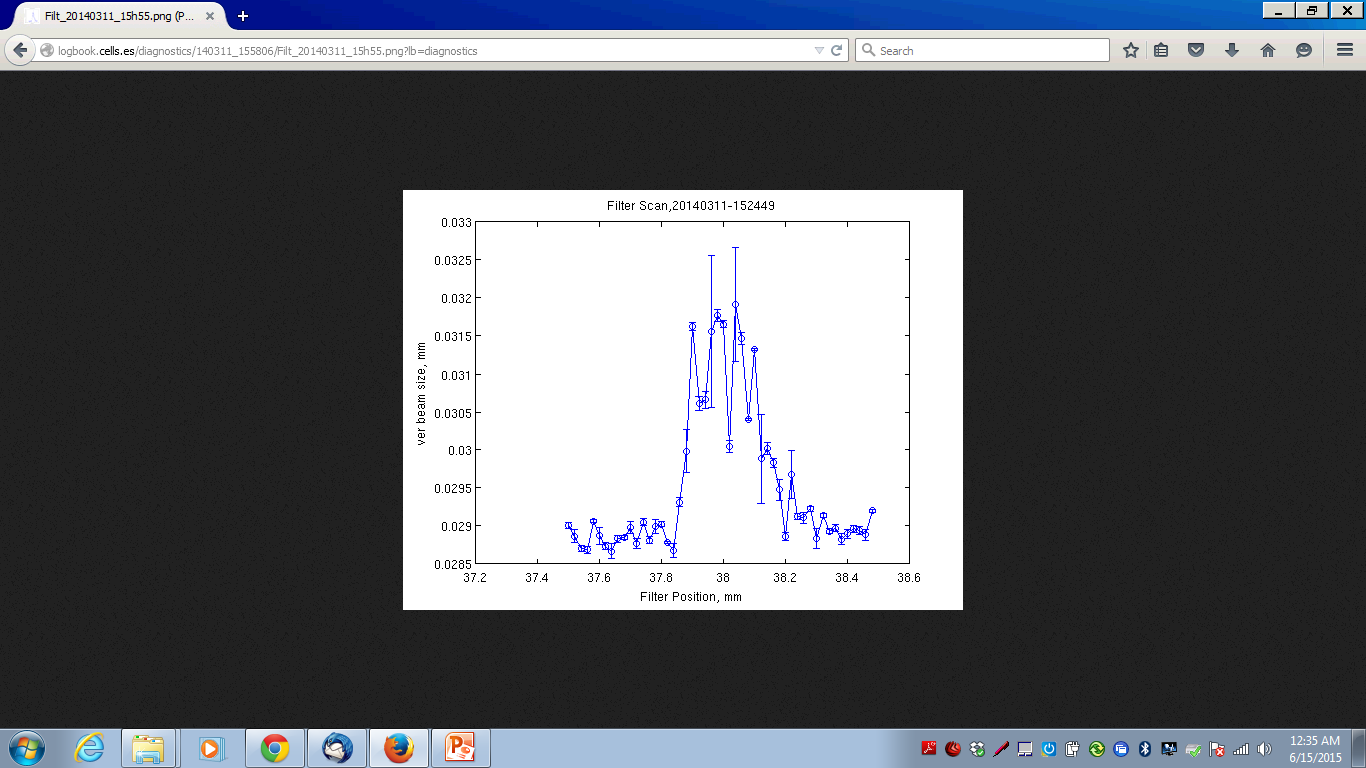 Filt_20140311_15h55.png (P...
logbook.cells.es/diagnostics/140311_155806/Filt_20140311_15h55.png?lb=diagnostics
Search
Filter Scan,20140311-152449
0.033
0.0325
0.032
0.0315
0.031
0.0305
0.03
0.0295
0.029
0.0285
ver beam size, mm
37.2 37.4 37.6 37.8 38 38.2 38.4 38.6
Filter Position, mm
12:35 AM
6/15/2015